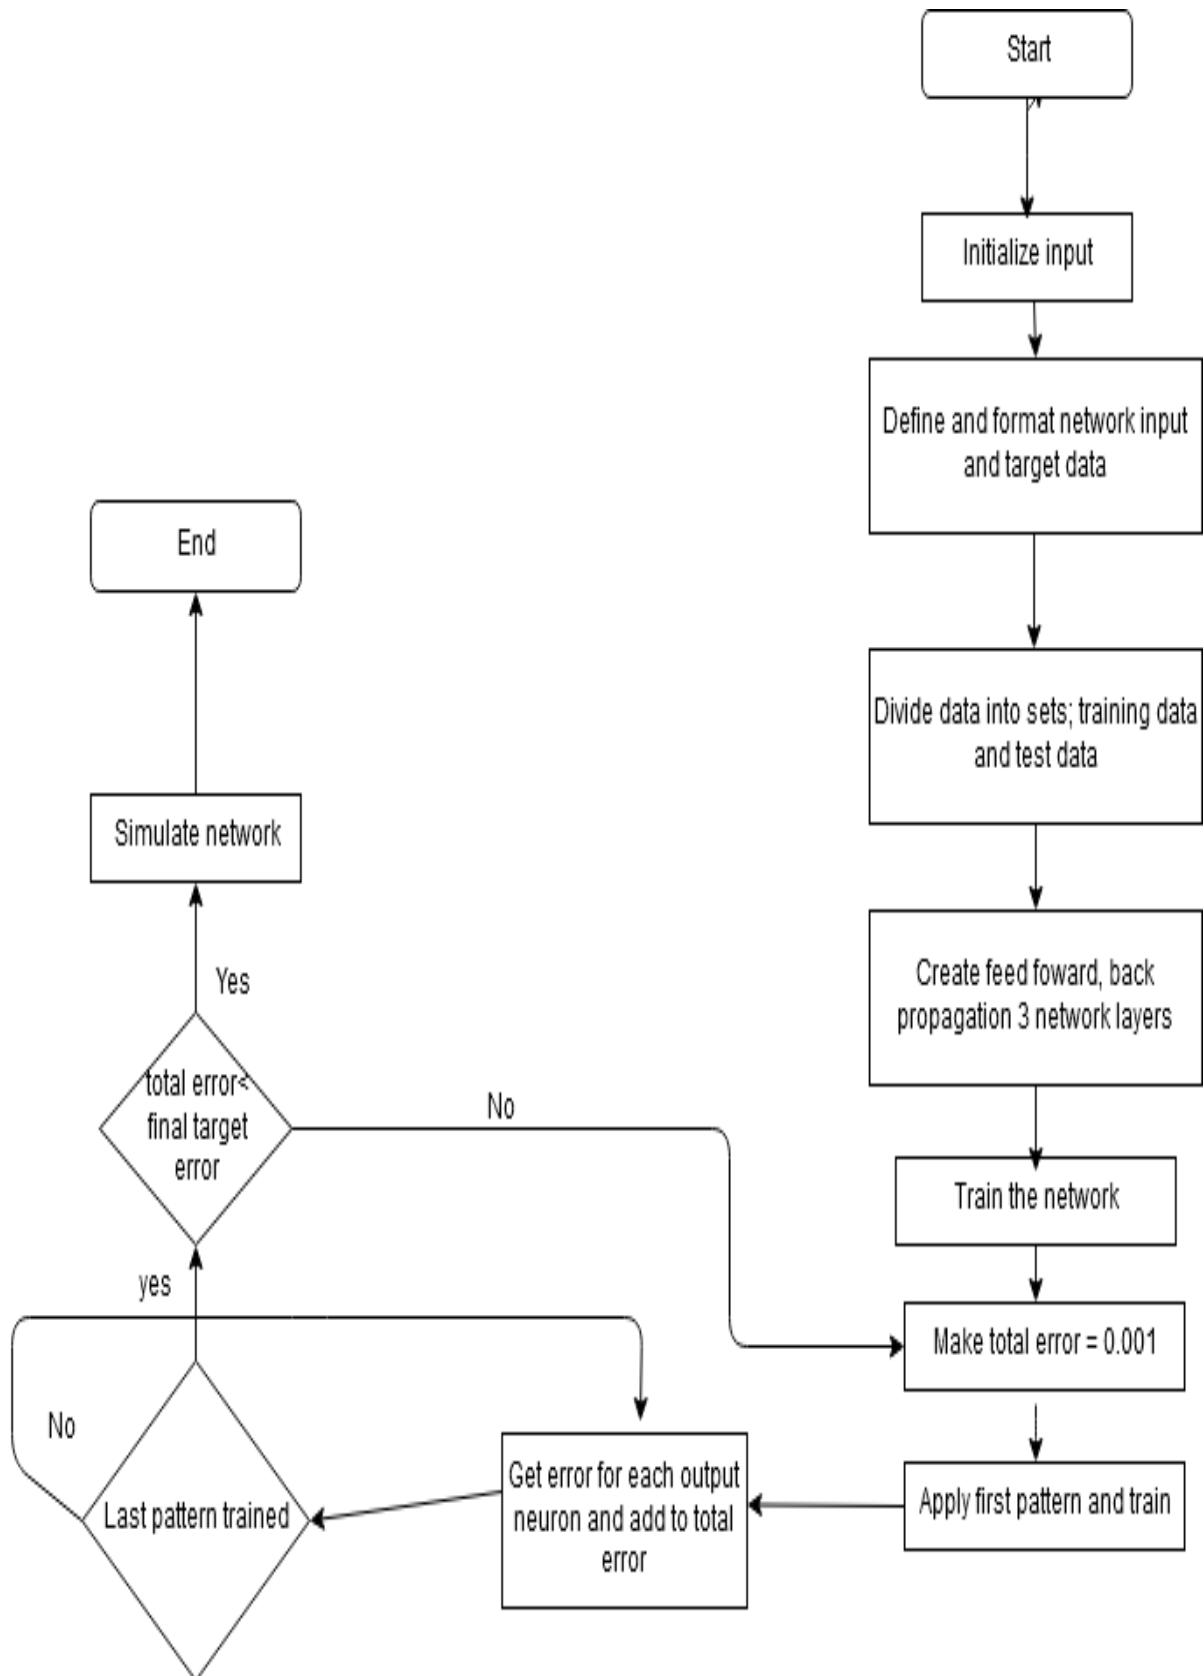 Start
Initialize input
Define and format network input
and target data
Divide data into sets; training data
and test data
Create feed foward, back
propagation 3 network layers
Train the network
Make total error = 0.001
Apply first pattern and train
Get error for each output
neuron and add to total
error
Last pattern trained
No
yes
total error<
final target
error
No
Yes
Simulate network
End